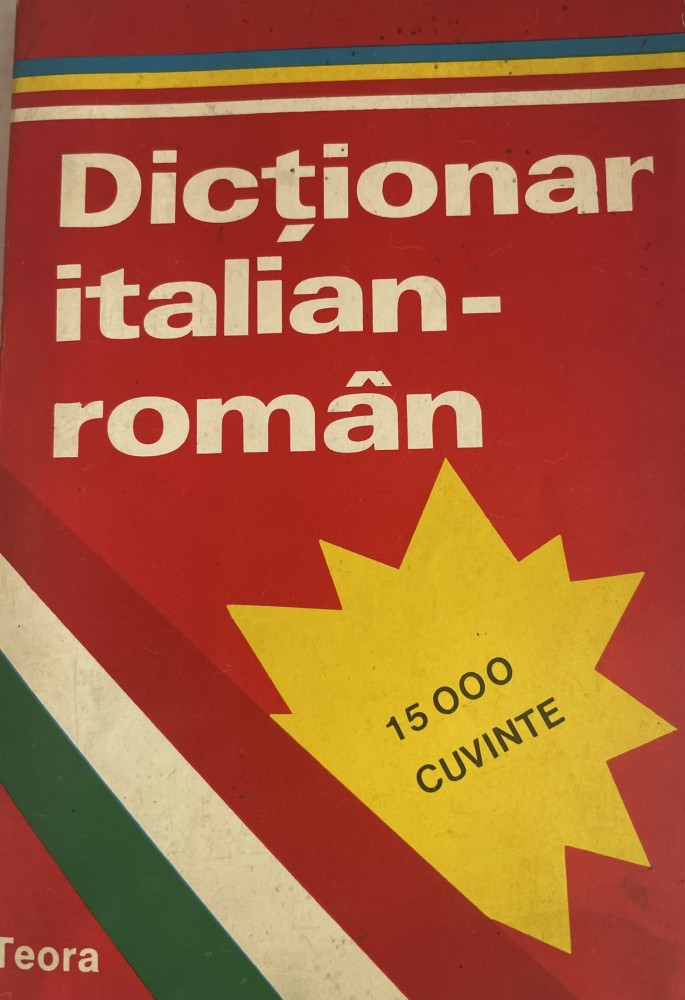 Dicționar
italian-
român
15 000
CUVINTE
Teora